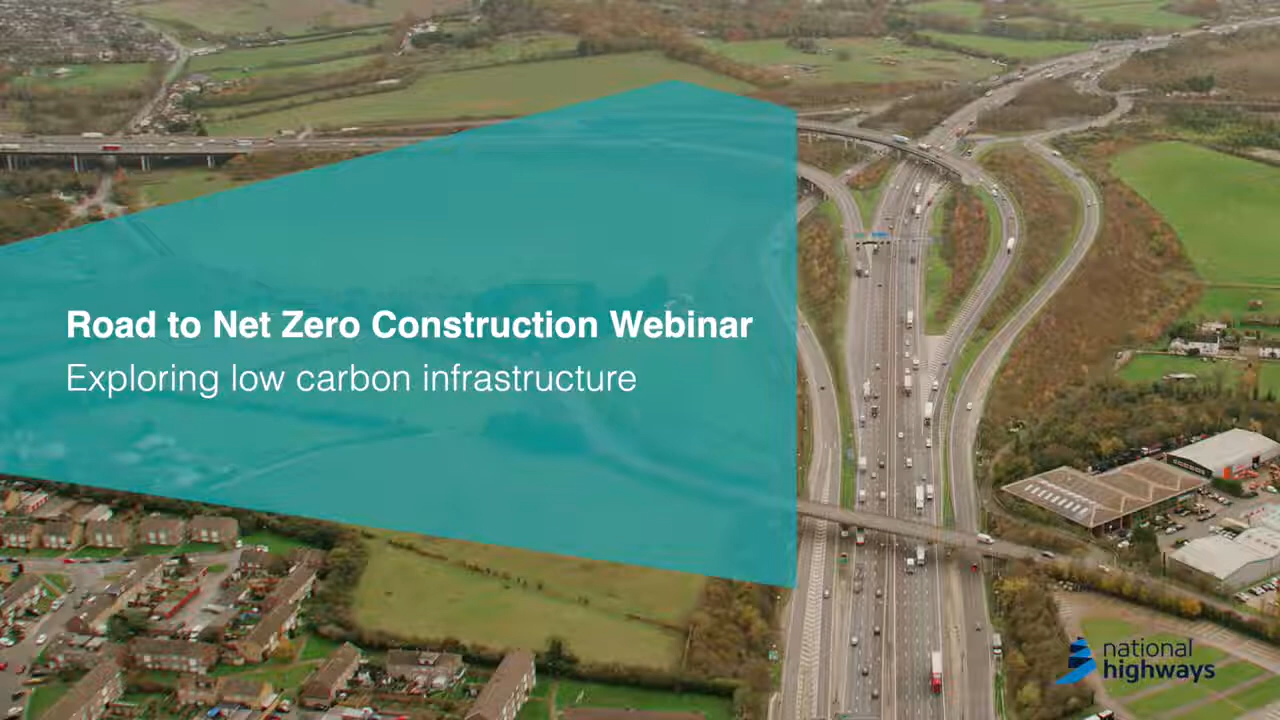 Road to Net Zero Construction Webinar
Exploring low carbon infrastructure
national
highways